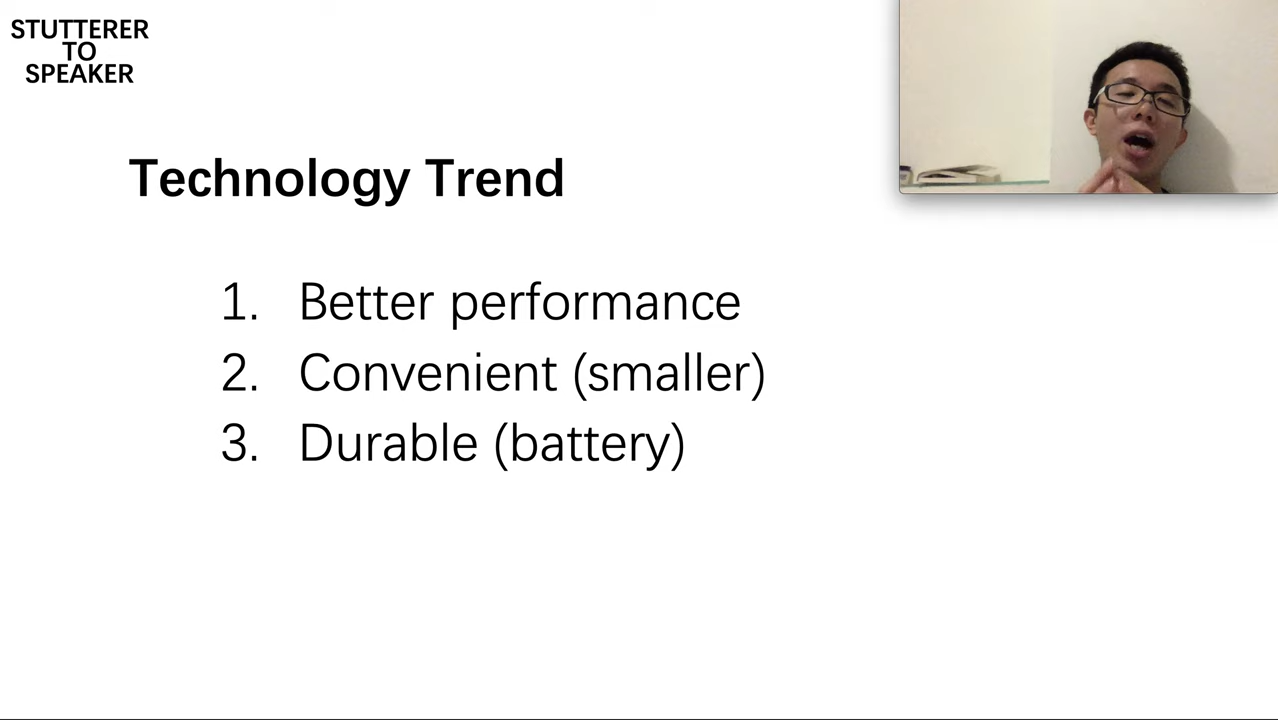 STUTTERER
TO
SPEAKER
Technology Trend
1. Better performance
2. Convenient (smaller)
3. Durable (battery)